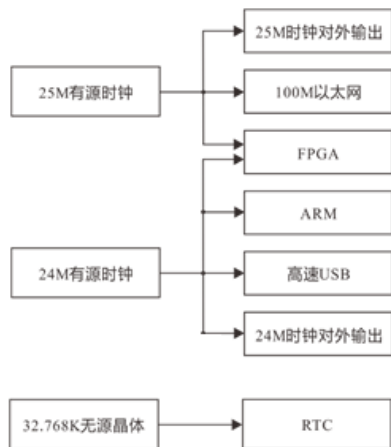 25M时钟对外输出
25M有源时钟
100M以太网
FPGA
ARM
24M有源时钟
高速USB
24M时钟对外输出
32.768K无源晶体
RTC